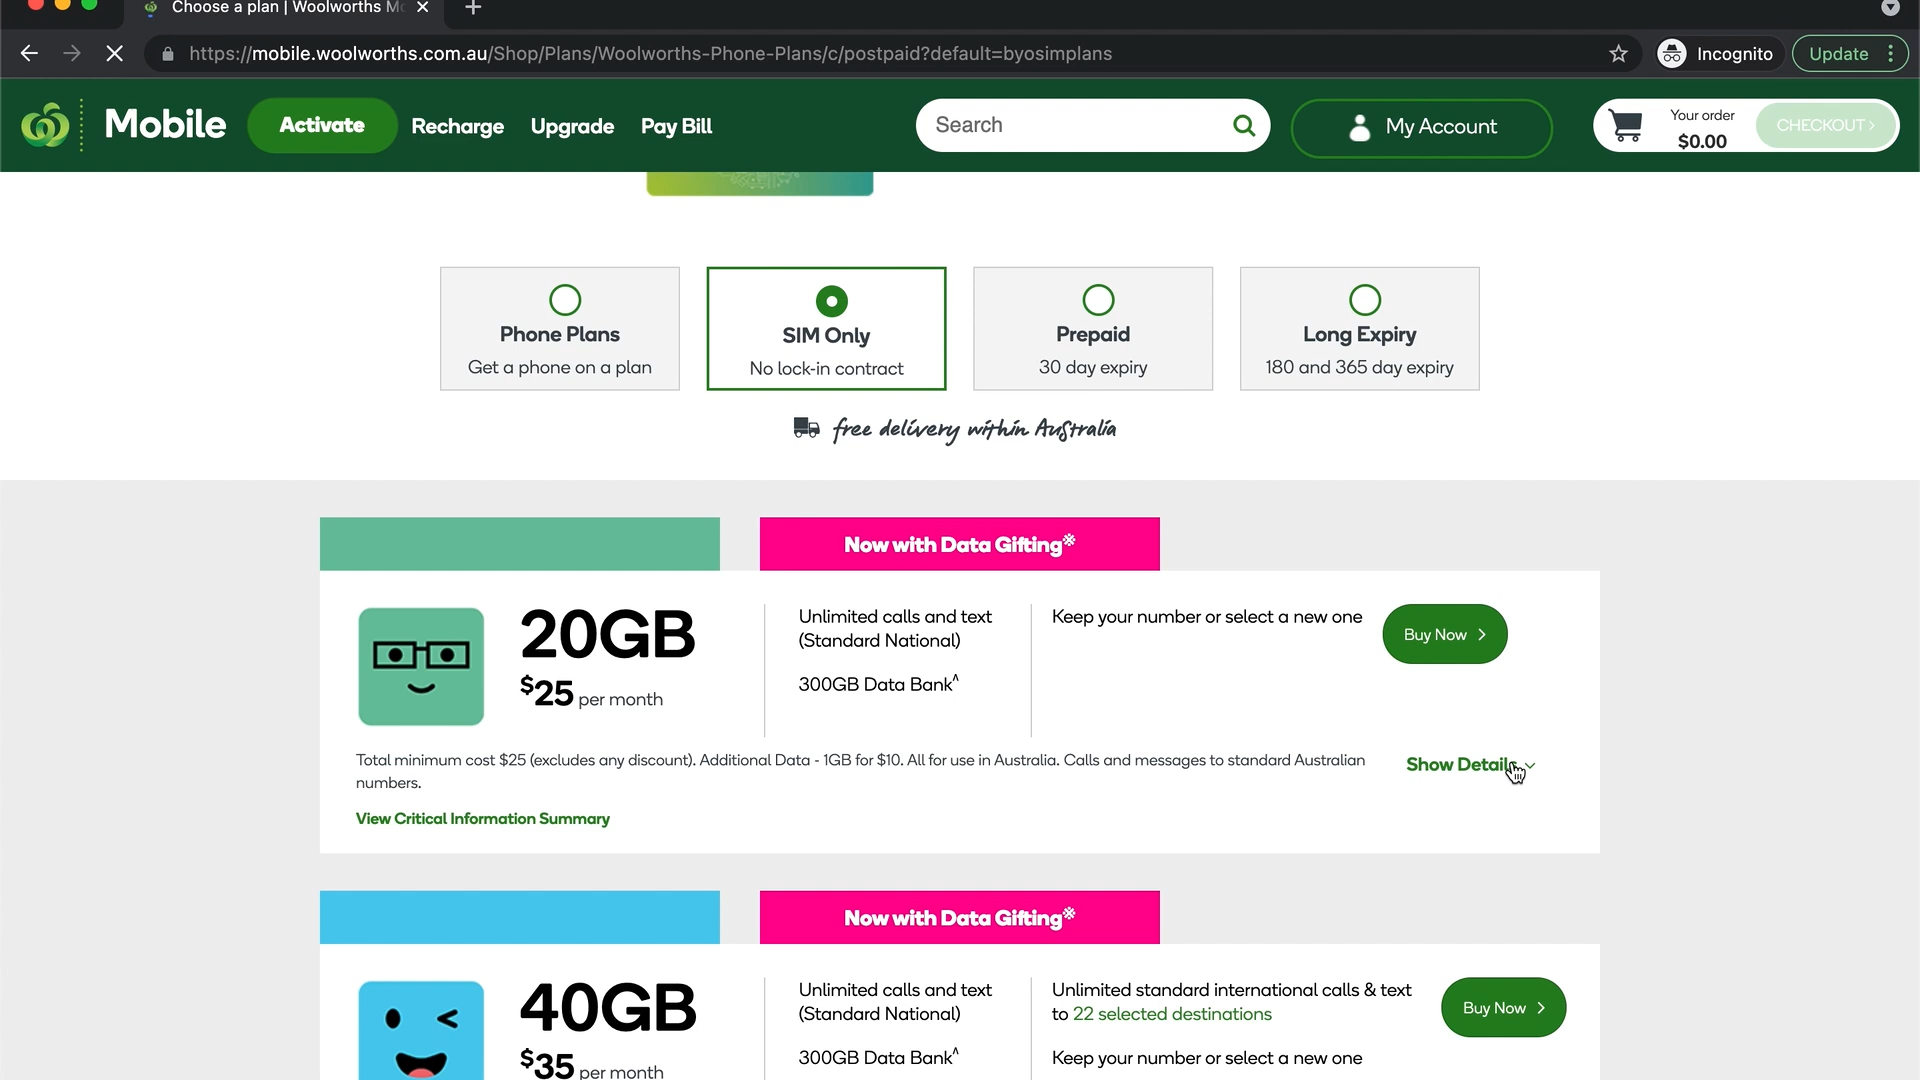 Choose a plan | Woolworths Mo
https://mobile.woolworths.com.au/Shop/Plans/Woolworths-Phone-Plans/c/postpaid?default=byosimplans
Incognito
Update
Mobile
Activate
Recharge
Upgrade
Pay Bill
Search
My Account
Your order
$0.00
CHECKOUT
Phone Plans
Get a phone on a plan
SIM Only
No lock-in contract
Prepaid
30 day expiry
Long Expiry
180 and 365 day expiry
free delivery within Australia
Now with Data Gifting※
20GB
$25 per month
Unlimited calls and text
(Standard National)
300GB Data Bank^
Keep your number or select a new one
Buy Now
Total minimum cost $25 (excludes any discount). Additional Data - 1GB for $10. All for use in Australia. Calls and messages to standard Australian
numbers.
Show Details
View Critical Information Summary
Now with Data Gifting※
40GB
$35 per month
Unlimited calls and text
(Standard National)
300GB Data Bank^
Unlimited standard international calls & text
to 22 selected destinations
Keep your number or select a new one
Buy Now